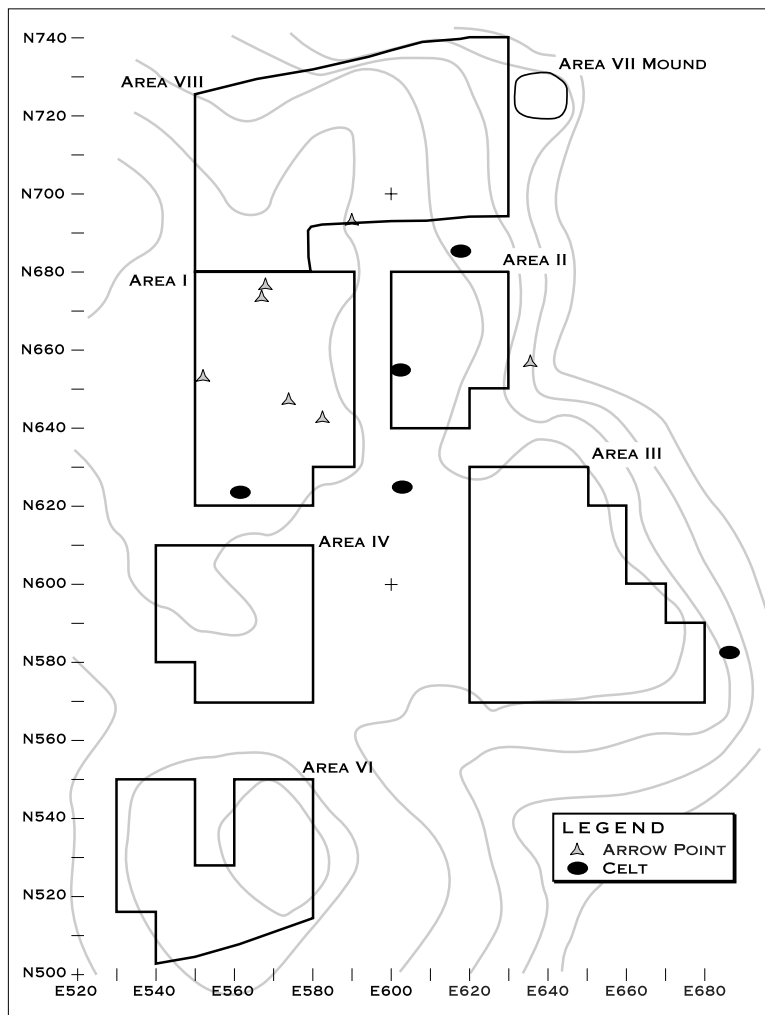 N740
Area VIII
Area VII Mound
N720
N700
N680
Area I
Area II
N660
N640
Area III
N620
Area IV
N600
N580
N560
Area VI
N540
LEGEND
Arrow Point
Celt
N520
N500
E520 E540 E560 E580 E600 E620 E640 E660 E680